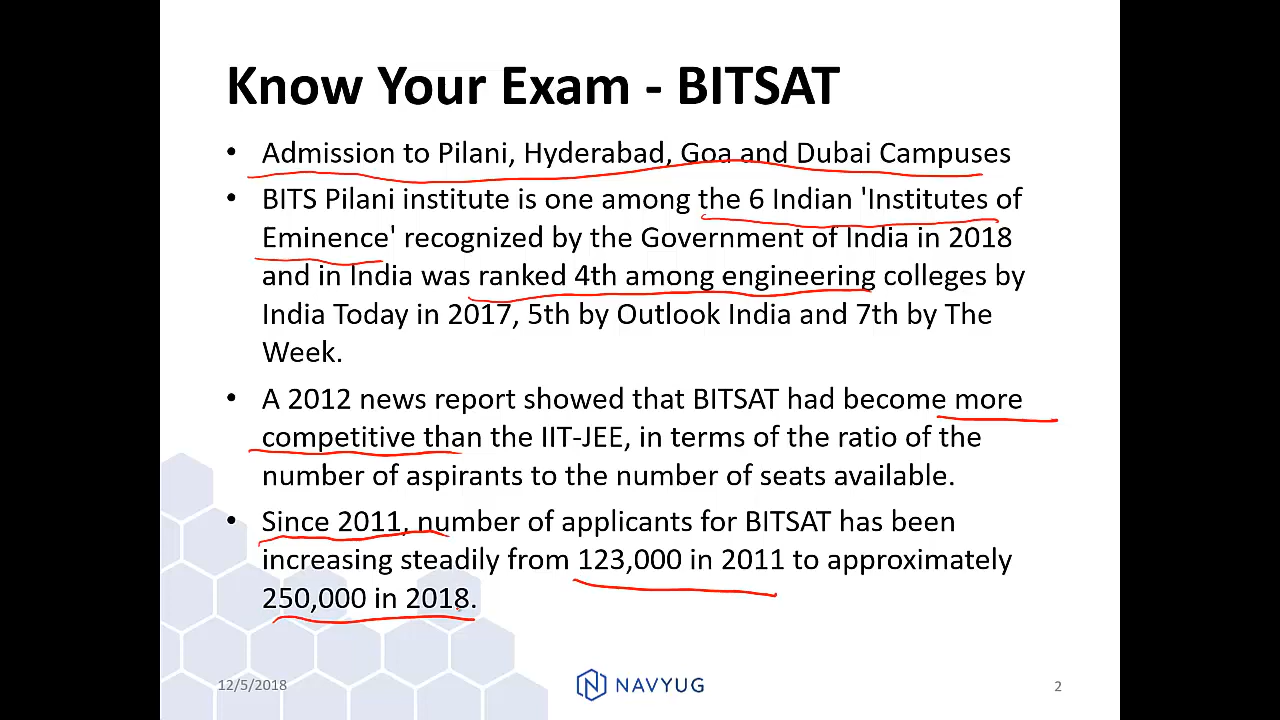 Know Your Exam - BITSAT
• Admission to Pilani, Hyderabad, Goa and Dubai Campuses
• BITS Pilani institute is one among the 6 Indian 'Institutes of
Eminence' recognized by the Government of India in 2018
and in India was ranked 4th among engineering colleges by
India Today in 2017, 5th by Outlook India and 7th by The
Week.
• A 2012 news report showed that BITSAT had become more
competitive than the IIT-JEE, in terms of the ratio of the
number of aspirants to the number of seats available.
• Since 2011, number of applicants for BITSAT has been
increasing steadily from 123,000 in 2011 to approximately
250,000 in 2018.
12/5/2018
NAVYUG
2